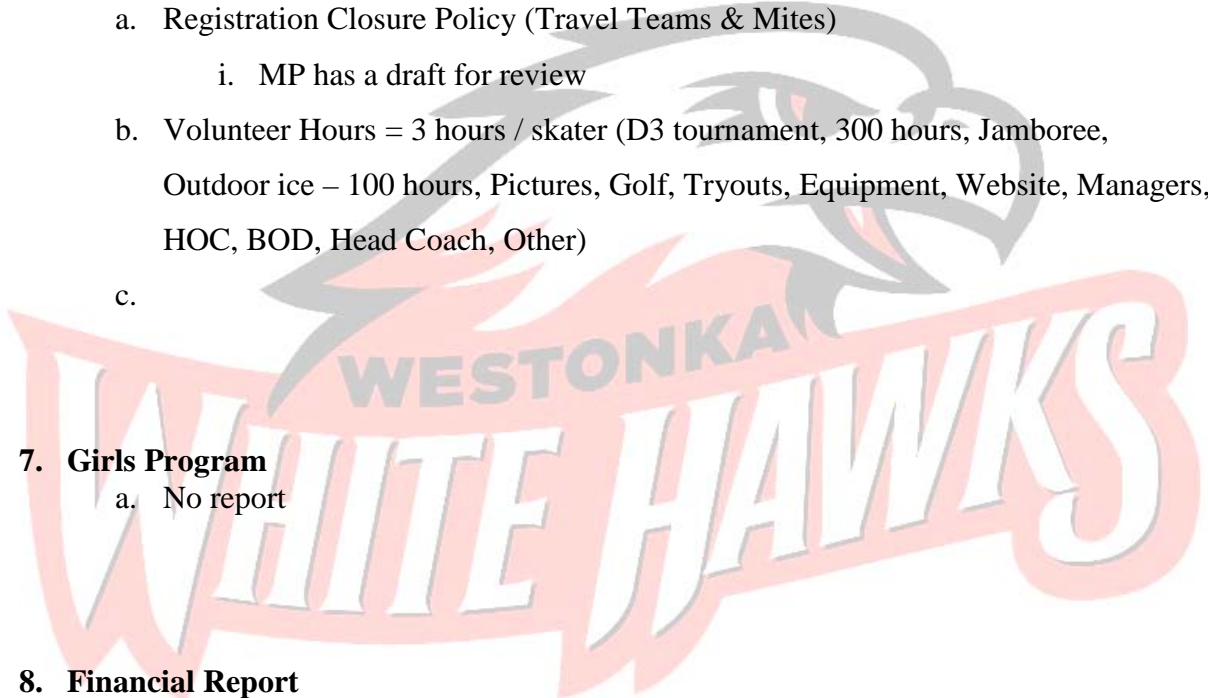 a. Registration Closure Policy (Travel Teams & Mites)
i. MP has a draft for review
b. Volunteer Hours = 3 hours / skater (D3 tournament, 300 hours, Jamboree,
Outdoor ice – 100 hours, Pictures, Golf, Tryouts, Equipment, Website, Managers,
HOC, BOD, Head Coach, Other)
c.
WESTONKA
WHITE HAWKS
7. Girls Program
a. No report
8. Financial Report